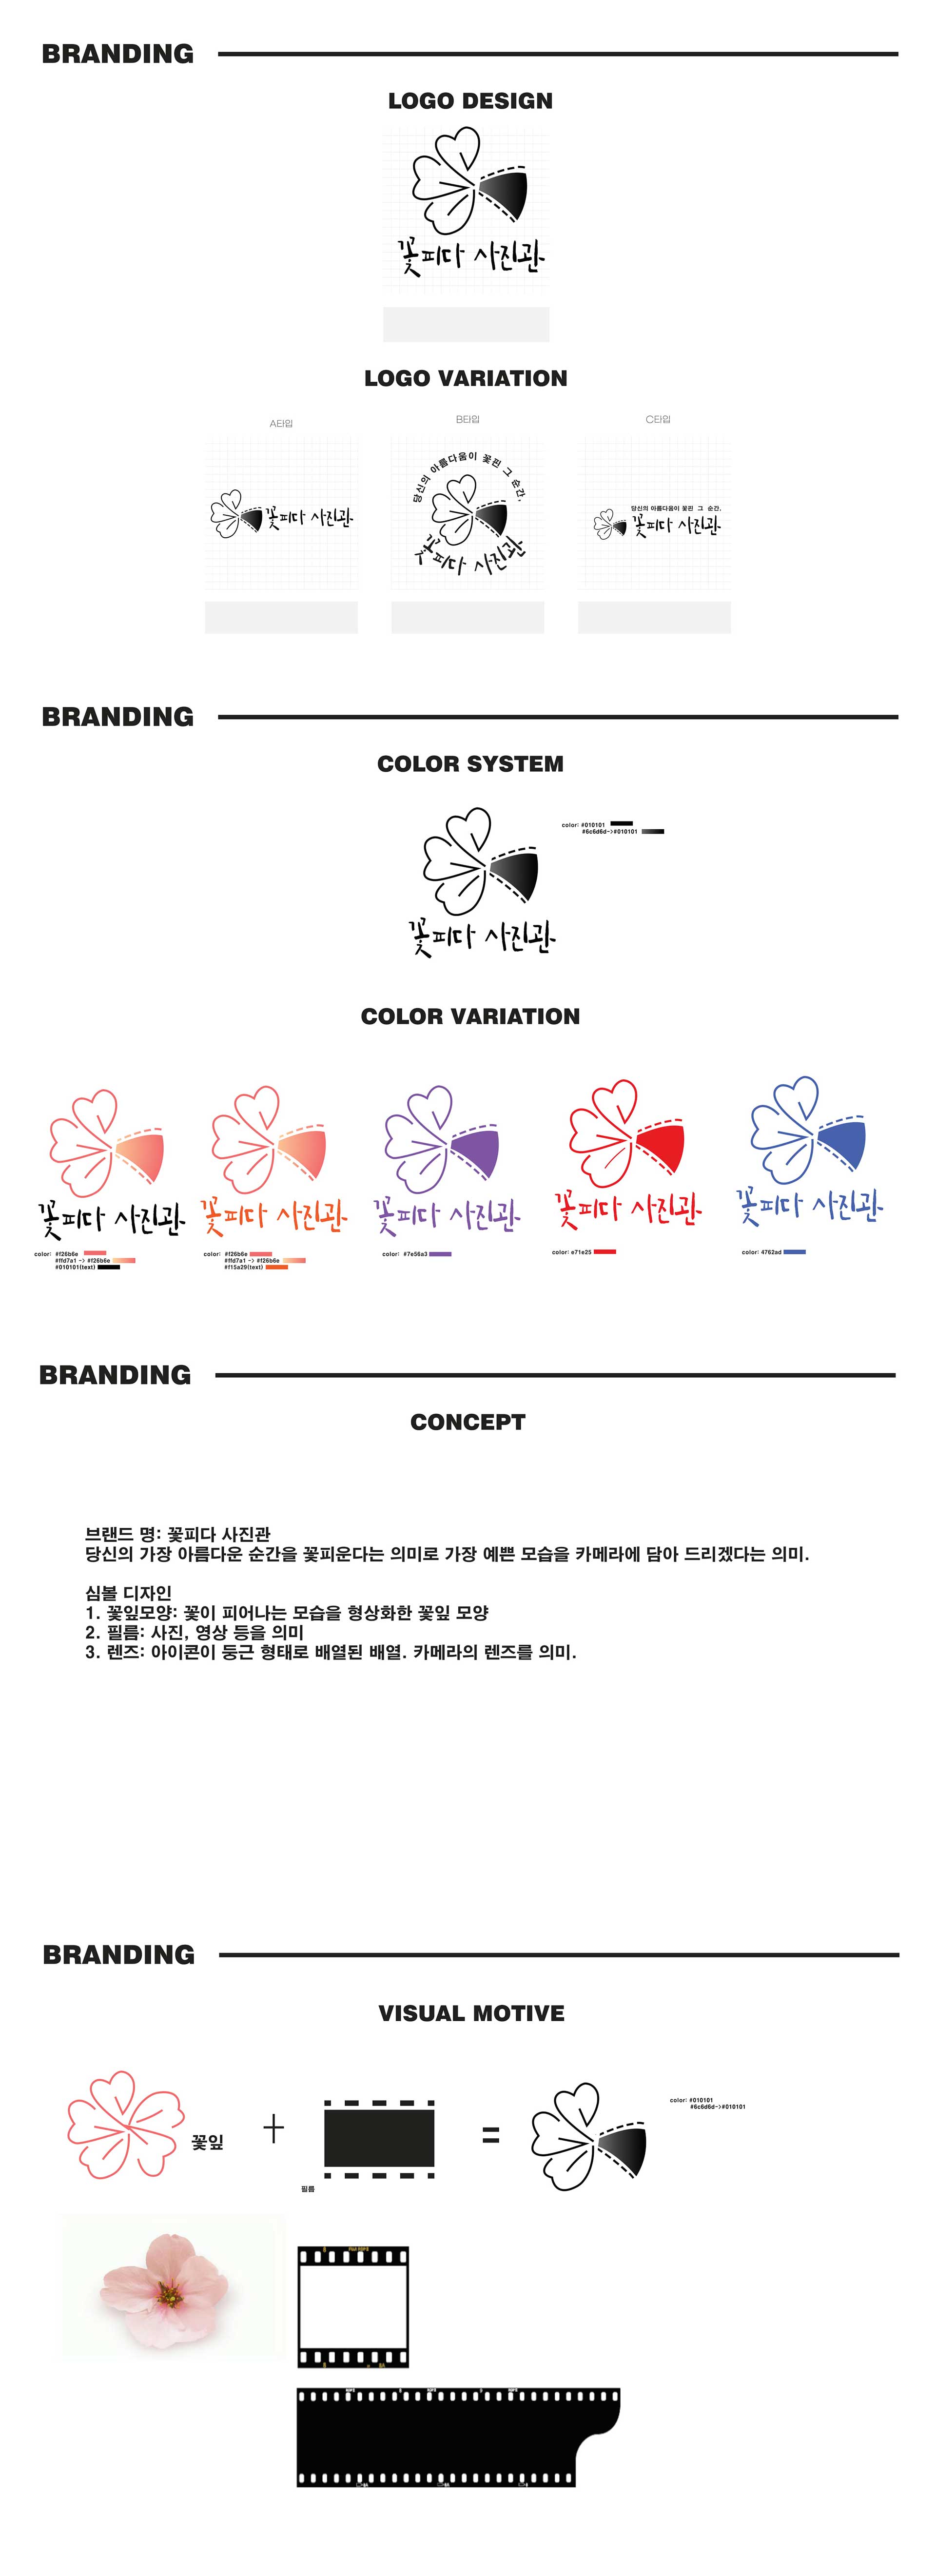 BRANDING
LOGO DESIGN
꽃피다 사진관
LOGO VARIATION
A타입
B타입
C타입
꽃피다 사진관
당신의 아름다움이 꽃핀 그 순간,
꽃피다 사진관
당신의 아름다움이 꽃핀 그 순간,
꽃피다 사진관
BRANDING
COLOR SYSTEM
color: #010101
#6c6d6d->#010101
꽃피다 사진관
COLOR VARIATION
꽃피다 사진관
꽃피다 사진관
꽃피다 사진관
꽃피다 사진관
꽃피다 사진관
color: #f26b6e
#ffd7a1 -> #f26b6e
#010101(text)
color: #f26b6e
#ffd7a1 -> #f26b6e
#f15a29(text)
color: #7e56a3
color: e71e25
color: 4762ad
BRANDING
CONCEPT
브랜드 명: 꽃피다 사진관
당신의 가장 아름다운 순간을 꽃피운다는 의미로 가장 예쁜 모습을 카메라에 담아 드리겠다는 의미.
심볼 디자인
1. 꽃잎모양: 꽃이 피어나는 모습을 형상화한 꽃잎 모양
2. 필름: 사진, 영상 등을 의미
3. 렌즈: 아이콘이 둥근 형태로 배열된 배열. 카메라의 렌즈를 의미.
BRANDING
VISUAL MOTIVE
꽃잎
+
필름
=
color: #010101
#6c6d6d->#010101